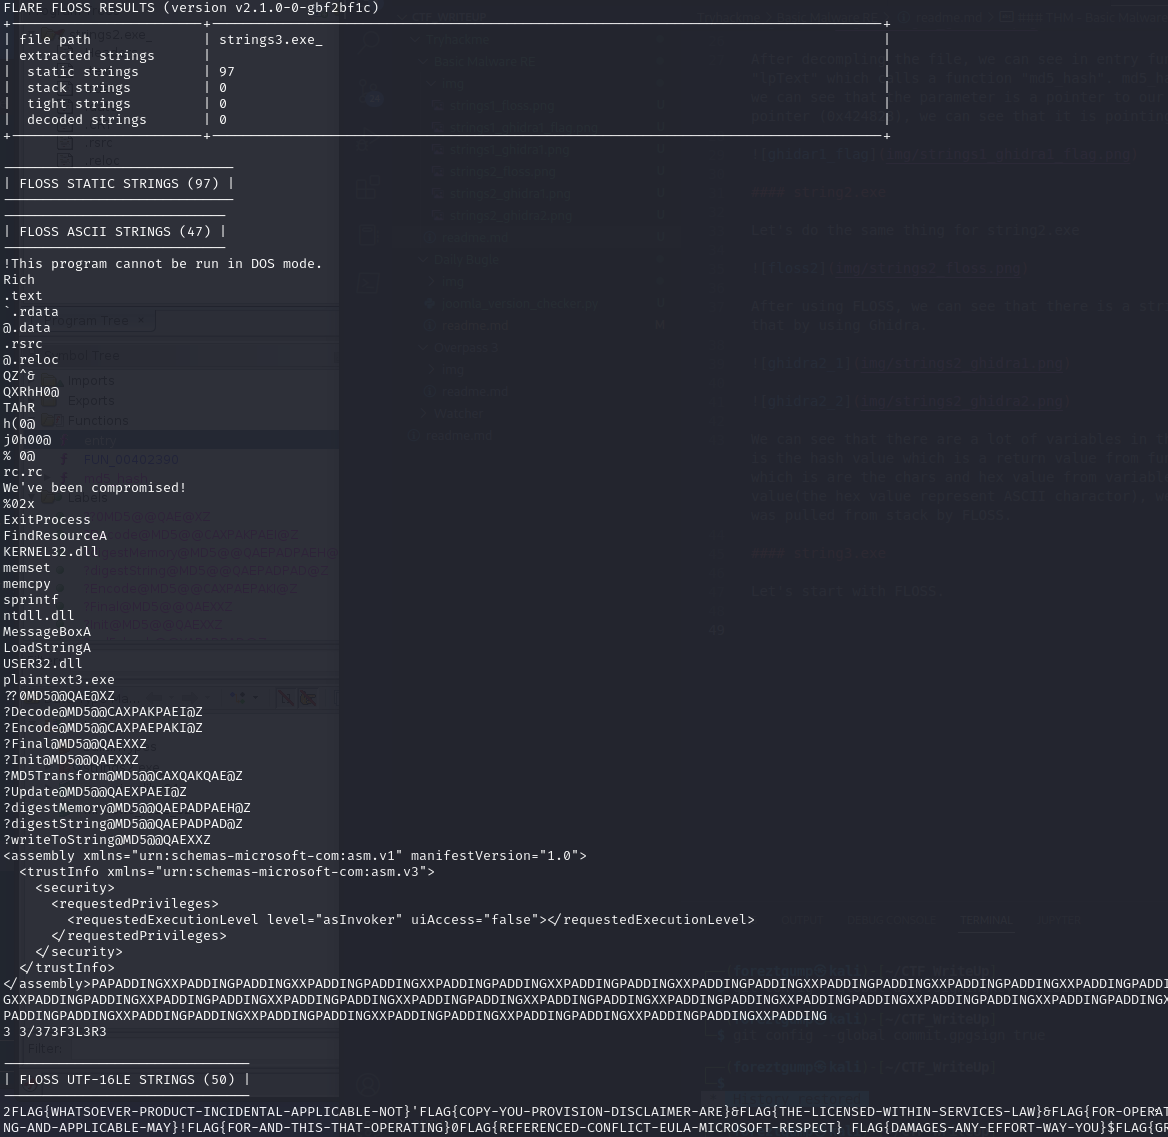 FLARE FLOSS RESULTS (version v2.1.0-0-gbf2bf1c)
file path | strings3.exe_
extracted strings
static strings | 97
stack strings | 0
tight strings | 0
decoded strings | 0
| FLOSS STATIC STRINGS (97) |
| FLOSS ASCII STRINGS (47) |
!This program cannot be run in DOS mode.
Rich
.text
`.rdata
@.data
.rsrc
@.reloc
QZ^&
QXRhH0@
TAhR
h(0@
j0h00@
% 0@
rc.rc
We've been compromised!
%02x
ExitProcess
FindResourceA
KERNEL32.dll
memset
memcpy
sprintf
ntdll.dll
MessageBoxA
LoadStringA
USER32.dll
plaintext3.exe
??0MD5@@QAE@XZ
?Decode@MD5@@CAXPAKPAEI@Z
?Encode@MD5@@CAXPAEPAKI@Z
?Final@MD5@@QAEXXZ
?Init@MD5@@QAEXXZ
?MD5Transform@MD5@@CAXQAKQAE@Z
?Update@MD5@@QAEXPAEI@Z
?digestMemory@MD5@@QAEPADPAEH@Z
?digestString@MD5@@QAEPADPAD@Z
?writeToString@MD5@@QAEXXZ
<assembly xmlns="urn:schemas-microsoft-com:asm.v1" manifestVersion="1.0">
<trustInfo xmlns="urn:schemas-microsoft-com:asm.v3">
<security>
<requestedPrivileges>
<requestedExecutionLevel level="asInvoker" uiAccess="false"></requestedExecutionLevel>
</requestedPrivileges>
</security>
</trustInfo>
</assembly>PAPADDINGXXPADDINGPADDINGXXPADDINGPADDINGXXPADDINGPADDINGXXPADDINGPADDINGXXPADDINGPADDINGXXPADDINGPADDINGXXPADDINGPADDINGXXPADDINGPADDI
GXXPADDINGPADDINGXXPADDINGPADDINGXXPADDINGPADDINGXXPADDINGPADDINGXXPADDINGPADDINGXXPADDINGPADDINGXXPADDINGPADDINGXXPADDINGPADDINGXXPADDINGPADDINGX
PADDINGPADDINGXXPADDINGPADDINGXXPADDINGPADDINGXXPADDINGPADDINGXXPADDINGPADDINGXXPADDING
3 3/373F3L3R3
| FLOSS UTF-16LE STRINGS (50) |
2FLAG{WHATSOEVER-PRODUCT-INCIDENTAL-APPLICABLE-NOT}'FLAG{COPY-YOU-PROVISION-DISCLAIMER-ARE}&FLAG{THE-LICENSED-WITHIN-SERVICES-LAW}&FLAG{FOR-OPERAT
NG-AND-APPLICABLE-MAY}!FLAG{FOR-AND-THIS-THAT-OPERATING}0FLAG{REFERENCED-CONFLICT-EULA-MICROSOFT-RESPECT} FLAG{DAMAGES-ANY-EFFORT-WAY-YOU}$FLAG{GR